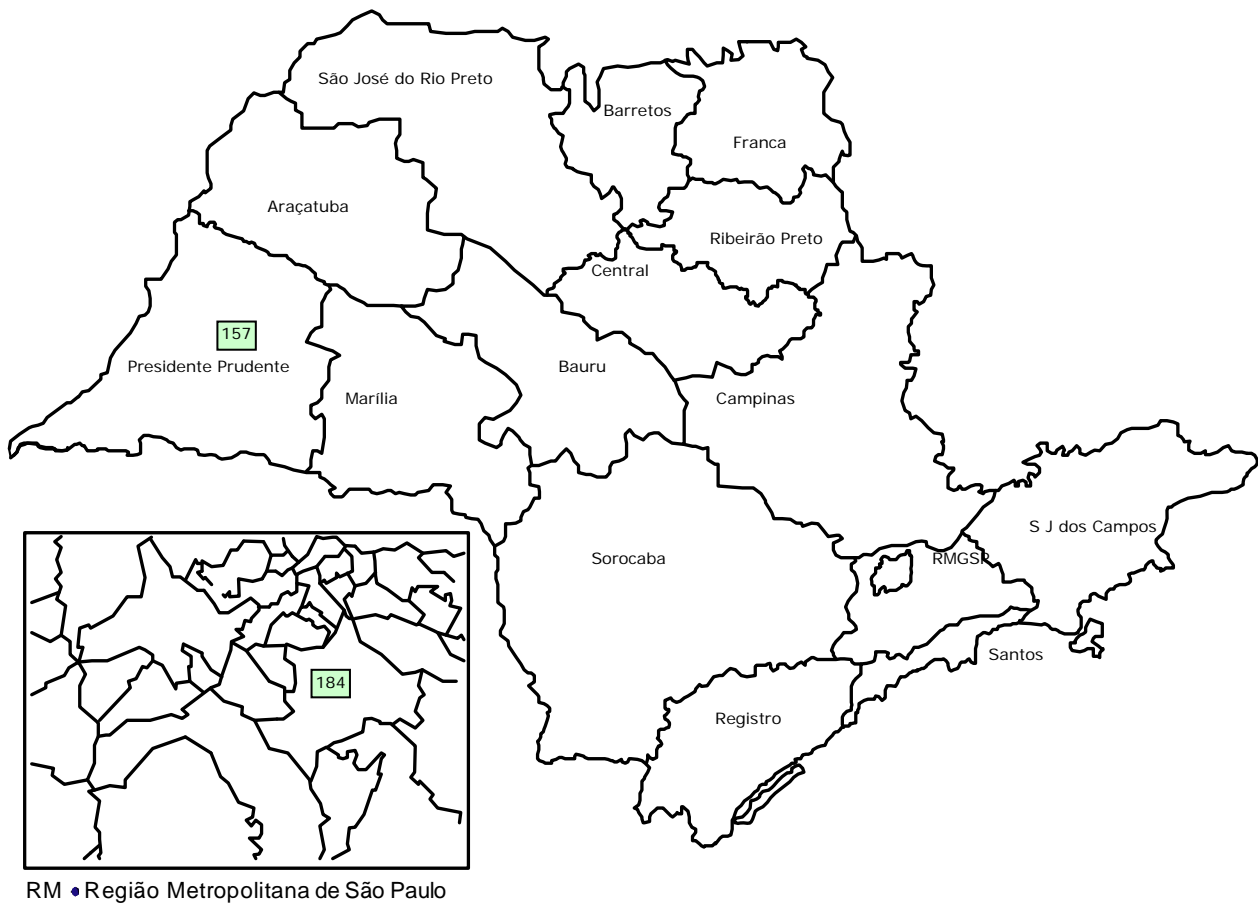 São José do Rio Preto
Barretos
Franca
Araçatuba
Ribeirão Preto
Central
157
Presidente Prudente
Bauru
Marília
Campinas
S J dos Campos
Sorocaba
RMGSP
Santos
184
Registro
RM • Região Metropolitana de São Paulo